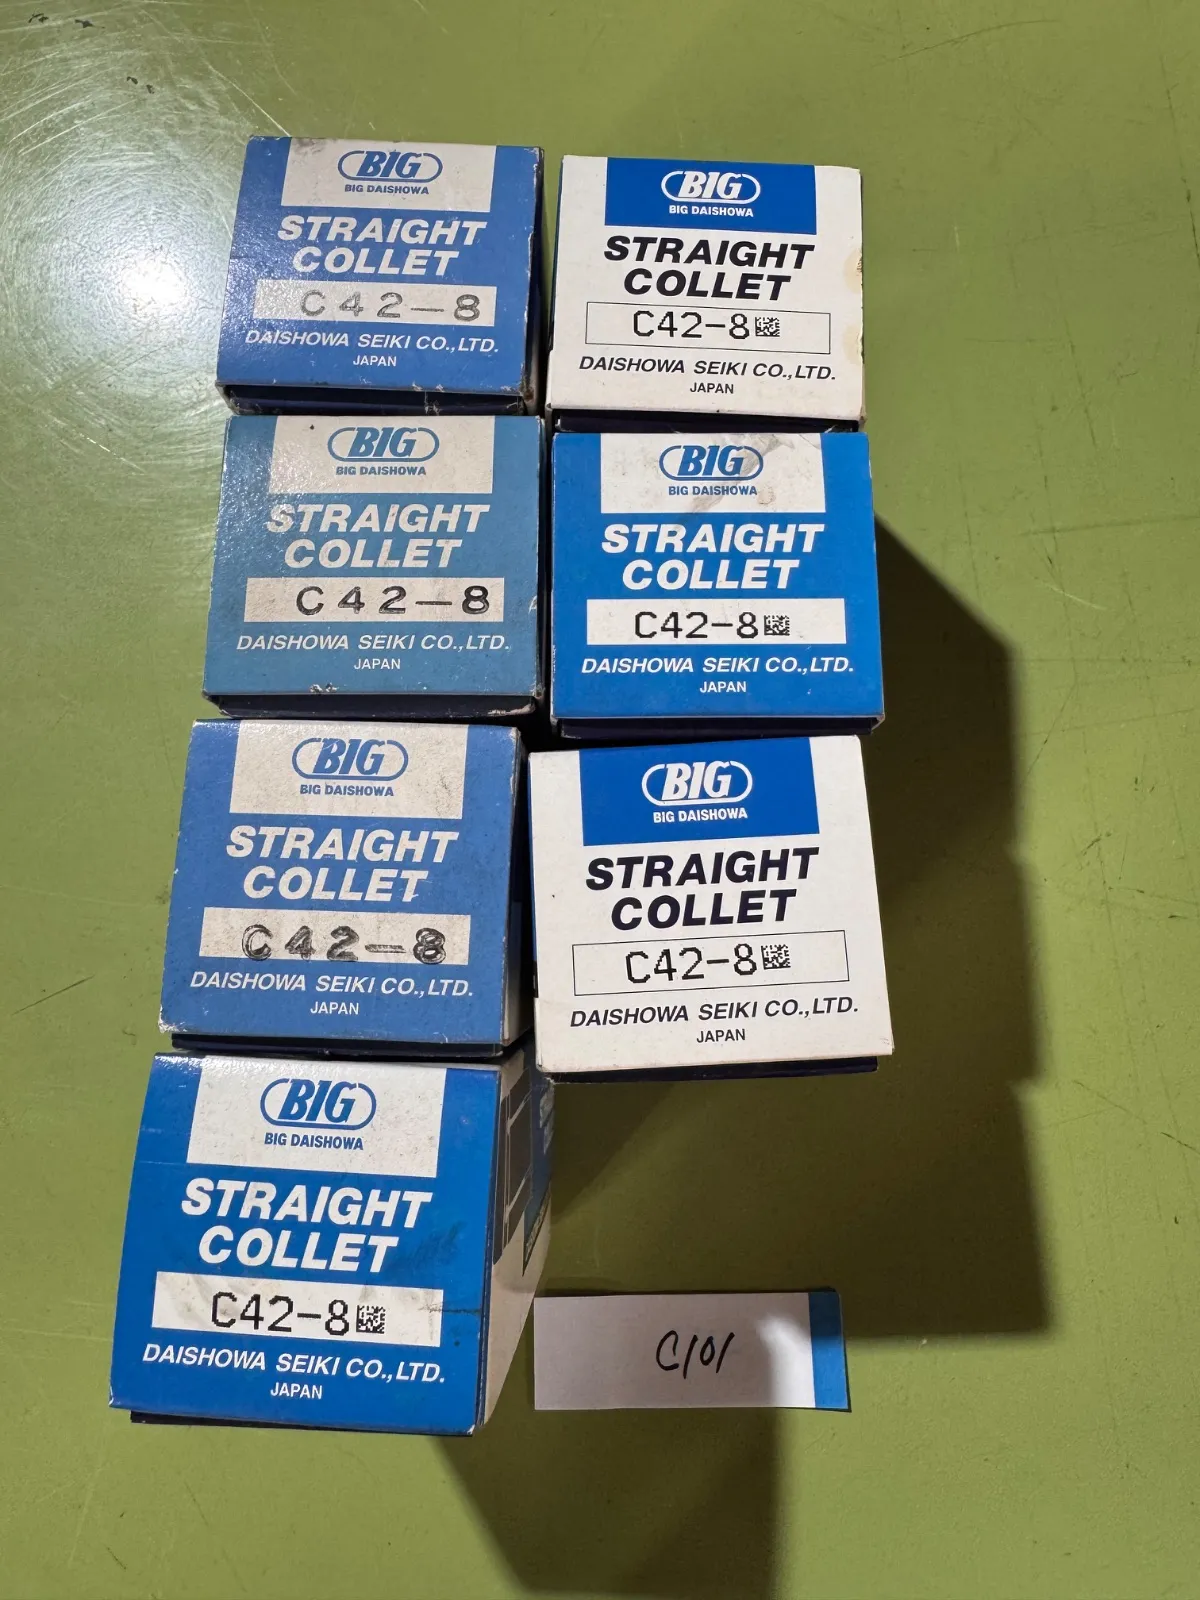 BIG
BIG DAISHOWA
STRAIGHT
COLLET
C42-8
DAISHOWA SEIKI CO.,LTD.
JAPAN
BIG
BIG DAISHOWA
STRAIGHT
COLLET
C42-8
DAISHOWA SEIKI CO.,LTD.
JAPAN
BIG
BIG DAISHOWA
STRAIGHT
COLLET
C42-8
DAISHOWA SEIKI CO.,LTD.
JAPAN
BIG
BIG DAISHOWA
STRAIGHT
COLLET
C42-8
DAISHOWA SEIKI CO.,LTD.
JAPAN
BIG
BIG DAISHOWA
STRAIGHT
COLLET
C42-8
DAISHOWA SEIKI CO.,LTD.
JAPAN
BIG
BIG DAISHOWA
STRAIGHT
COLLET
C42-8
DAISHOWA SEIKI CO.,LTD.
JAPAN
BIG
BIG DAISHOWA
STRAIGHT
COLLET
C42-8
DAISHOWA SEIKI CO.,LTD.
JAPAN
C101